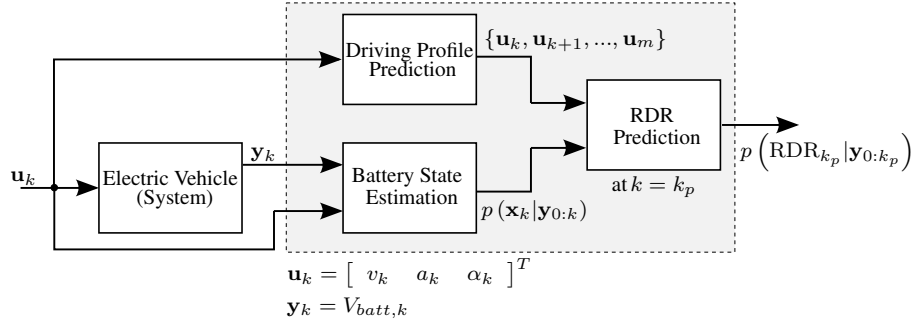 Driving Profile
Prediction
{u_k, u_{k+1}, ..., u_m}
RDR
Prediction
at k = k_p
p (RDR_{k_p} | y_{0:k_p})
y_k
u_k
Electric Vehicle
(System)
Battery State
Estimation
p (x_k | y_{0:k})
u_k = [ v_k a_k α_k ]^T
y_k = V_{batt,k}